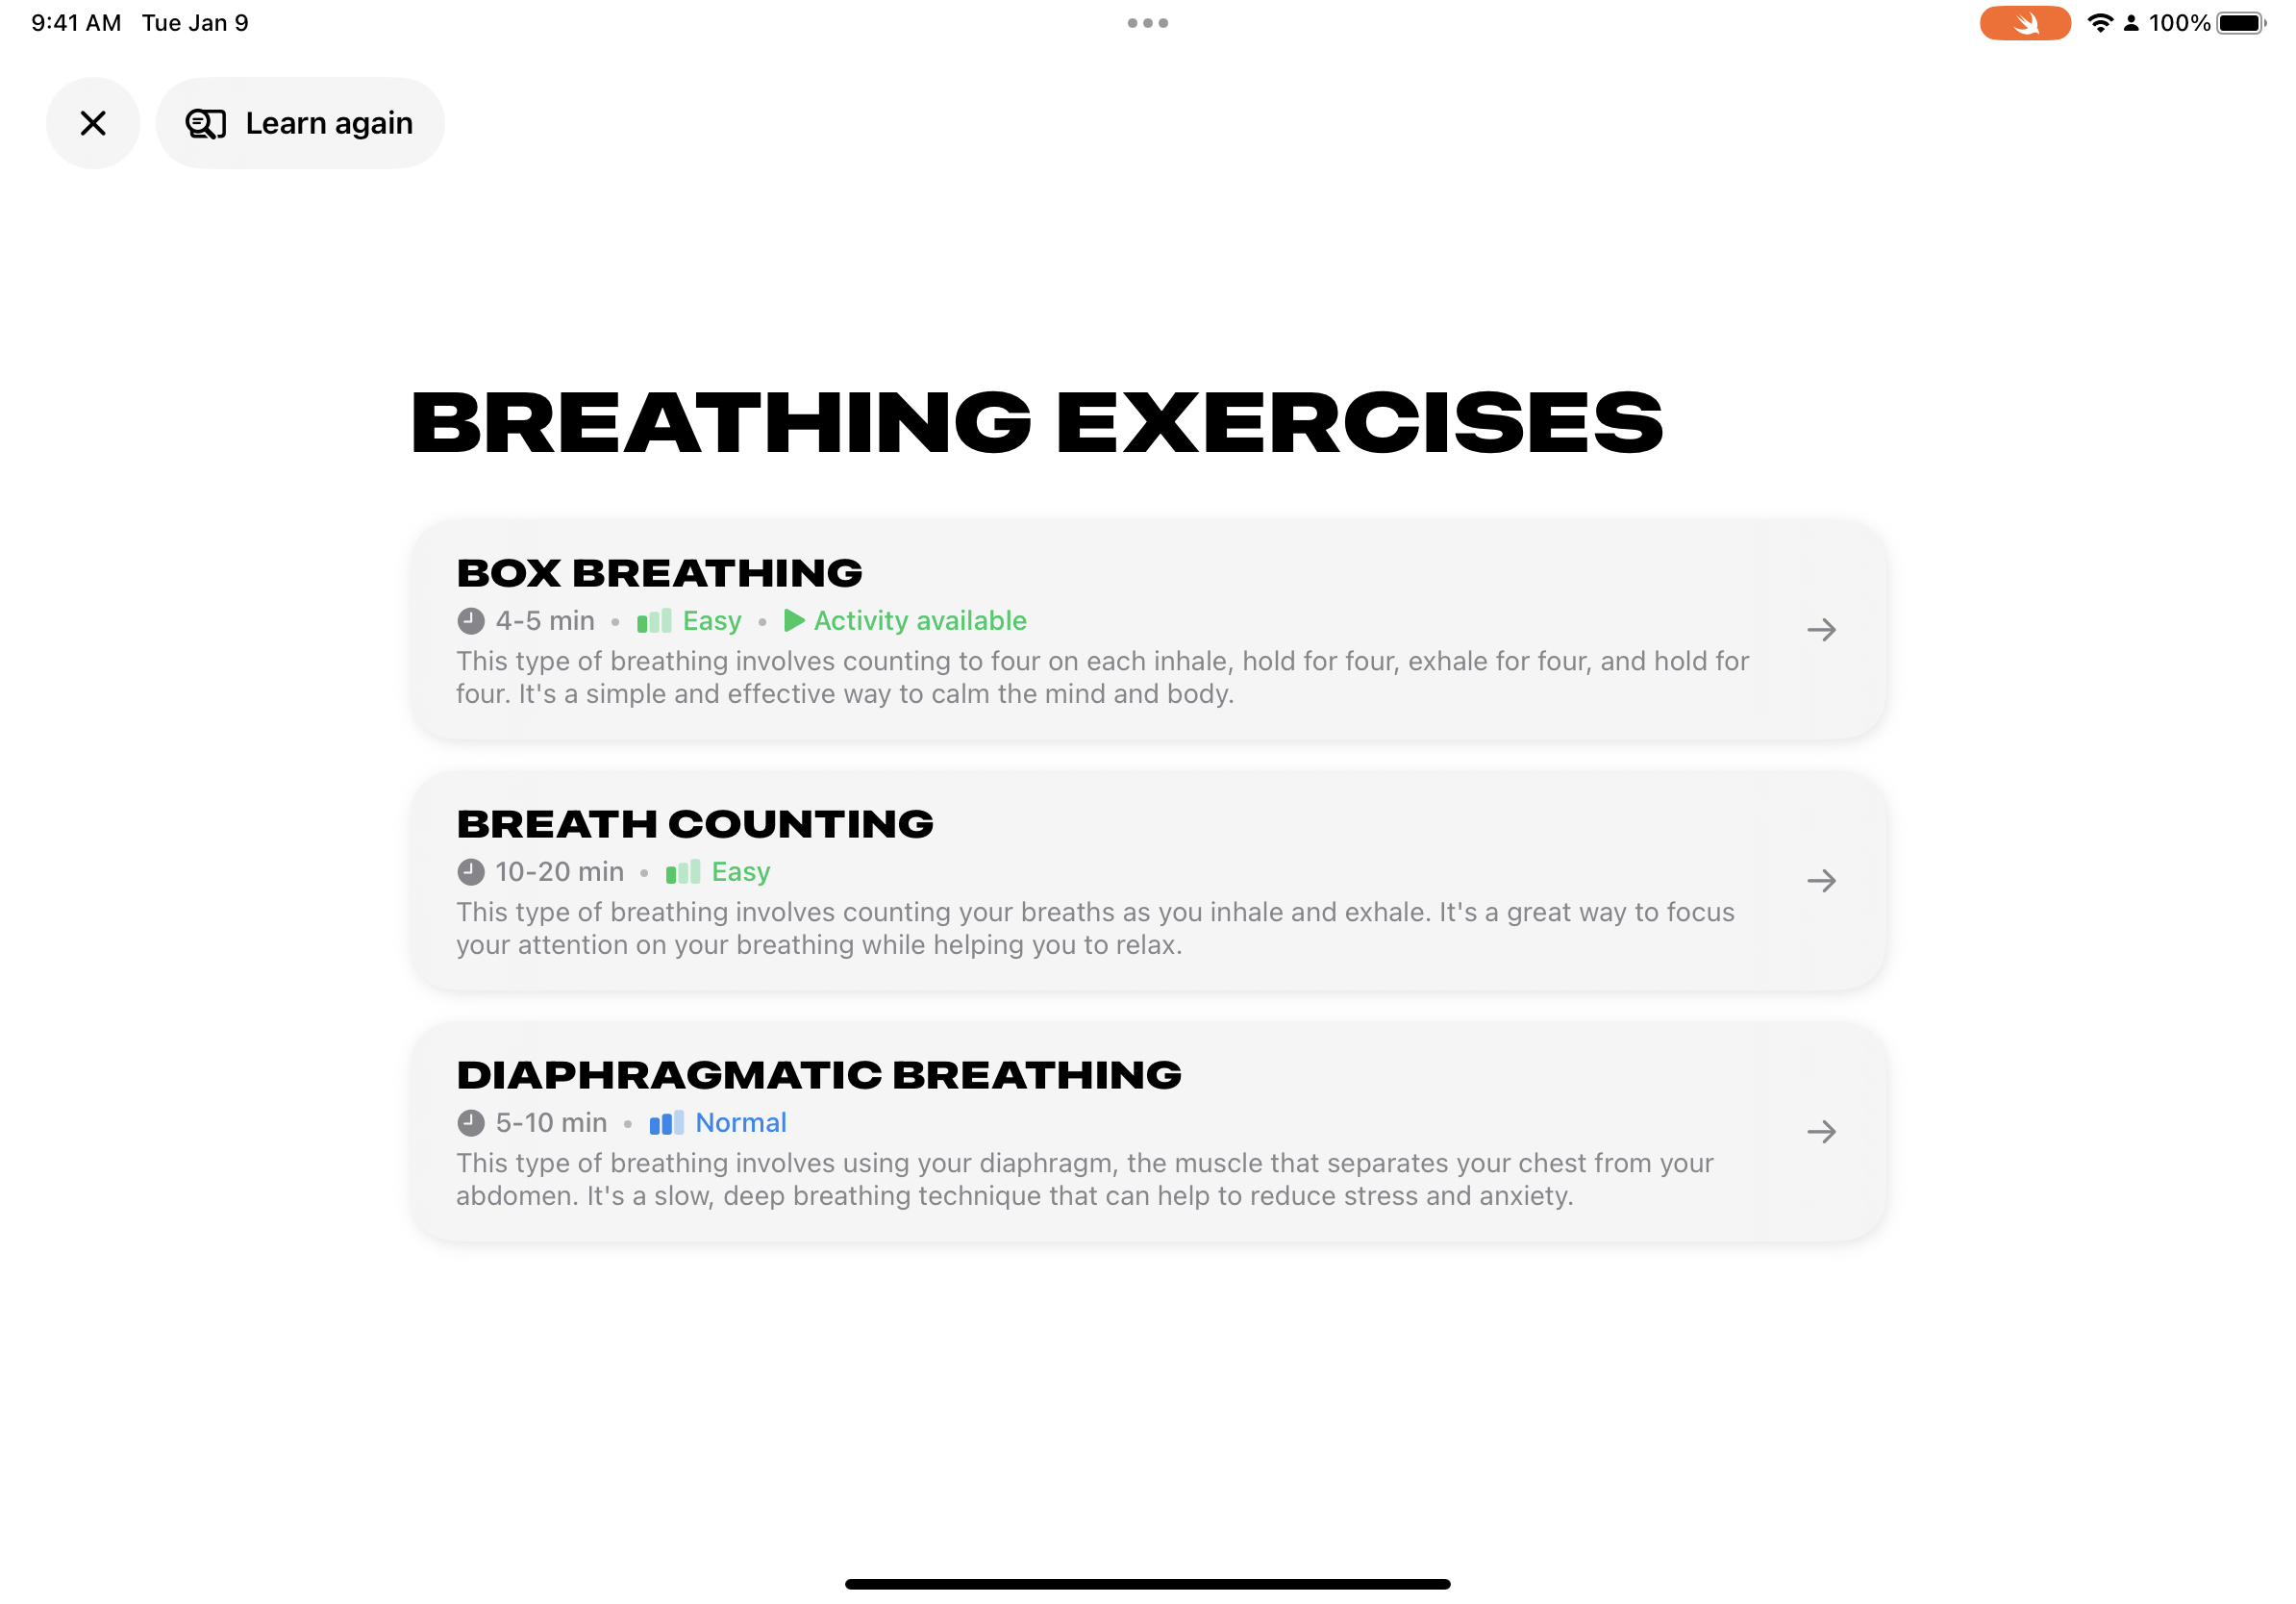 9:41 AM Tue Jan 9
100%
Learn again
BREATHING EXERCISES
BOX BREATHING
4-5 min • Easy • Activity available
This type of breathing involves counting to four on each inhale, hold for four, exhale for four, and hold for
four. It's a simple and effective way to calm the mind and body.
BREATH COUNTING
10-20 min • Easy
This type of breathing involves counting your breaths as you inhale and exhale. It's a great way to focus
your attention on your breathing while helping you to relax.
DIAPHRAGMATIC BREATHING
5-10 min • Normal
This type of breathing involves using your diaphragm, the muscle that separates your chest from your
abdomen. It's a slow, deep breathing technique that can help to reduce stress and anxiety.